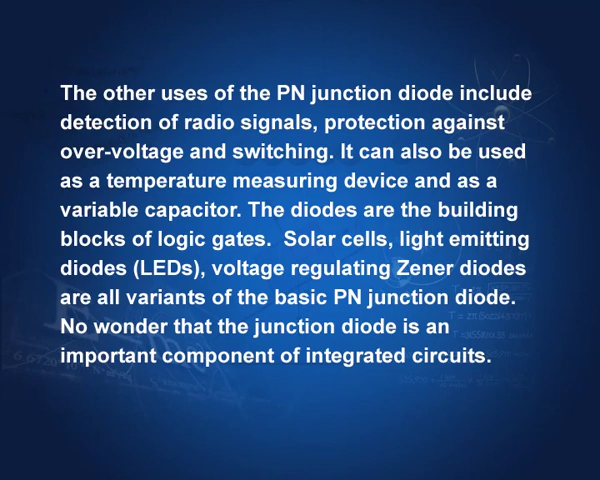 The other uses of the PN junction diode include
detection of radio signals, protection against
over-voltage and switching. It can also be used
as a temperature measuring device and as a
variable capacitor. The diodes are the building
blocks of logic gates.  Solar cells, light emitting
diodes (LEDs), voltage regulating Zener diodes
are all variants of the basic PN junction diode.
No wonder that the junction diode is an
important component of integrated circuits.